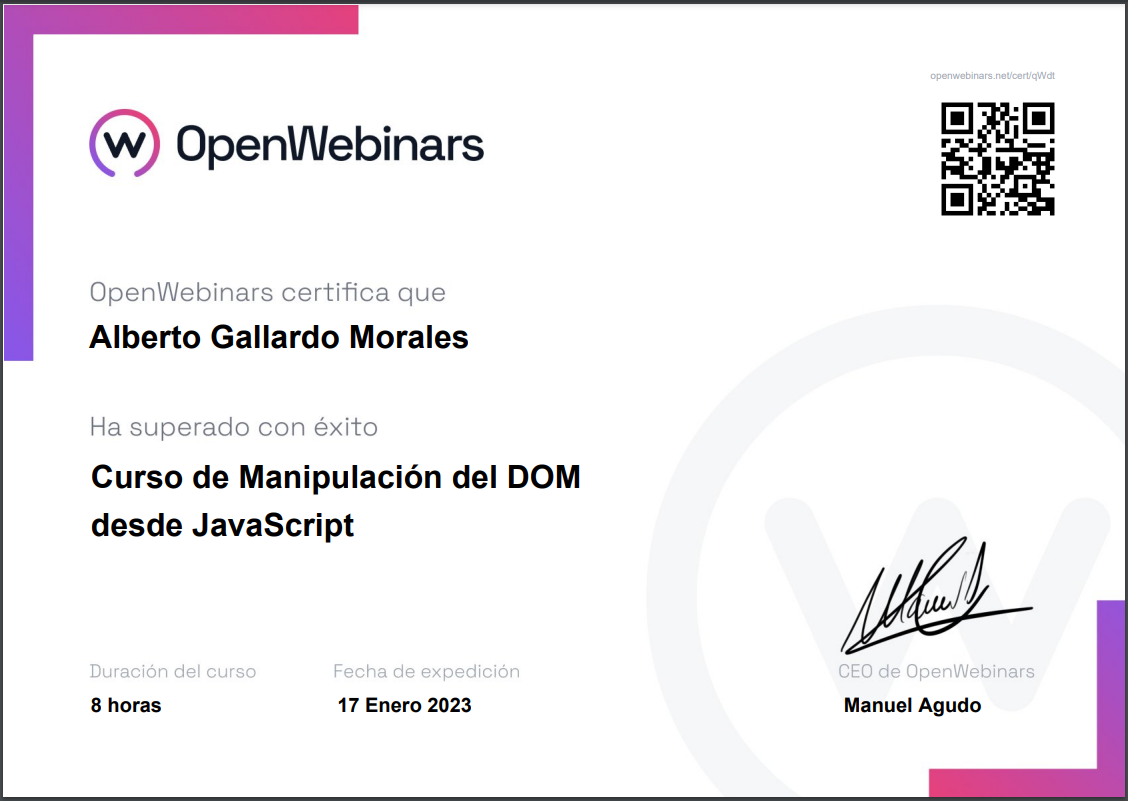 openwebinars.net/cert/qWdt
OpenWebinars
OpenWebinars certifica que
Alberto Gallardo Morales
Ha superado con éxito
Curso de Manipulación del DOM
desde JavaScript
Duración del curso
8 horas
Fecha de expedición
17 Enero 2023
CEO de OpenWebinars
Manuel Agudo